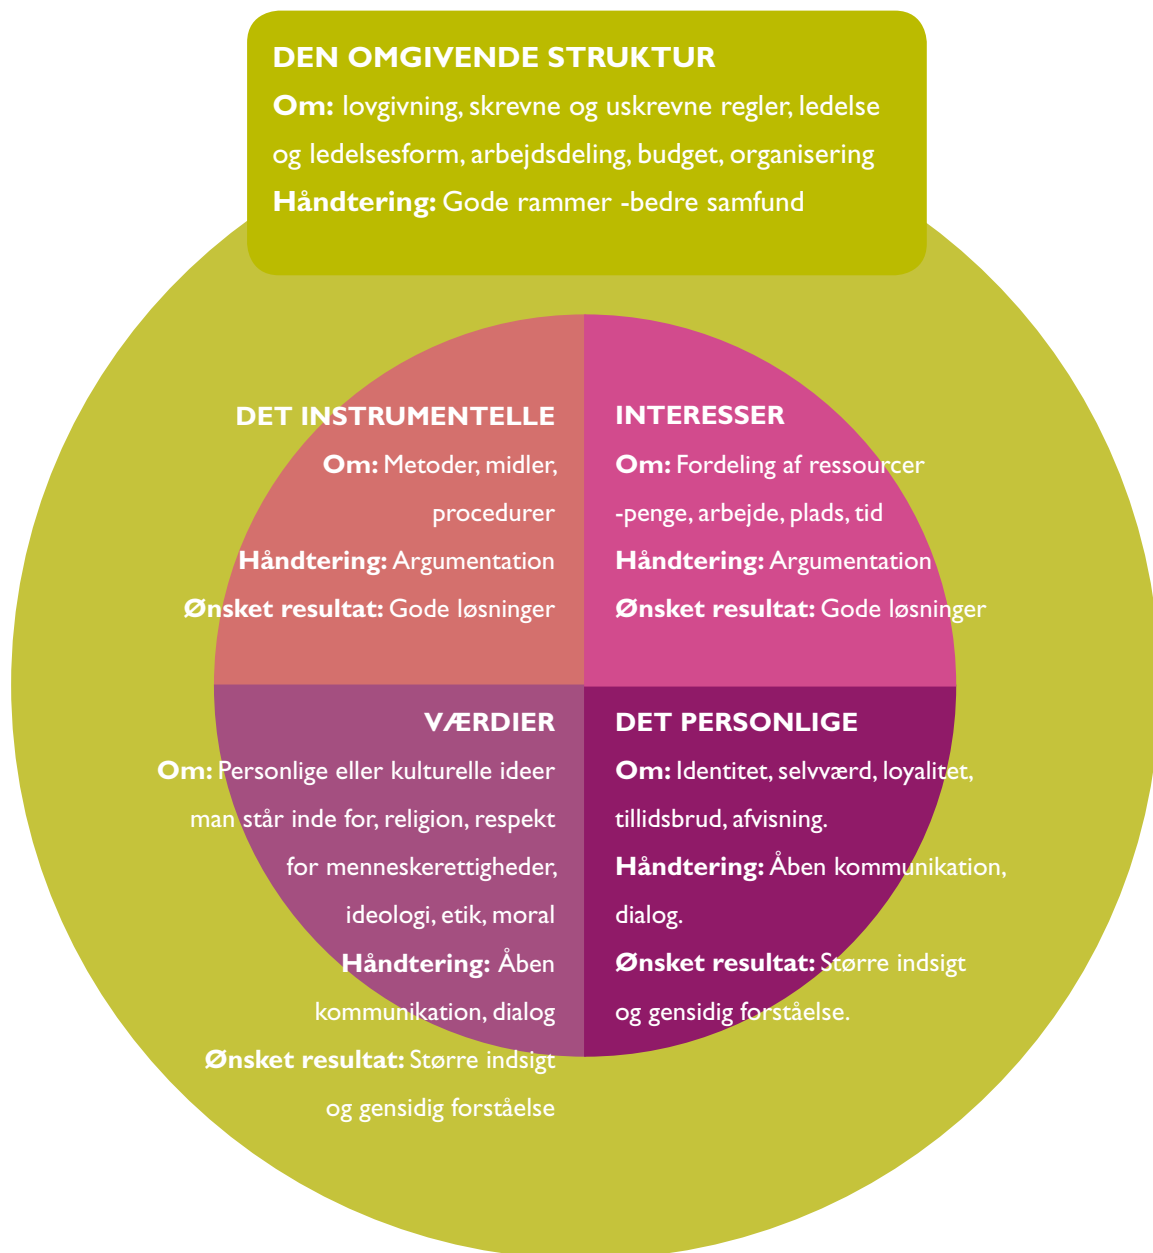 DEN OMGIVENDE STRUKTUR
Om: lovgivning, skrevne og uskrevne regler, ledelse
og ledelsesform, arbejdsdeling, budget, organisering
Håndtering: Gode rammer -bedre samfund
DET INSTRUMENTELLE
Om: Metoder, midler,
procedurer
Håndtering: Argumentation
Ønsket resultat: Gode løsninger
INTERESSER
Om: Fordeling af ressourcer
-penge, arbejde, plads, tid
Håndtering: Argumentation
Ønsket resultat: Gode løsninger
VÆRDIER
Om: Personlige eller kulturelle ideer
man står inde for, religion, respekt
for menneskerettigheder,
ideologi, etik, moral
Håndtering: Åben
kommunikation, dialog
Ønsket resultat: Større indsigt
og gensidig forståelse
DET PERSONLIGE
Om: Identitet, selvværd, loyalitet,
tillidsbrud, afvisning.
Håndtering: Åben kommunikation,
dialog.
Ønsket resultat: Større indsigt
og gensidig forståelse.